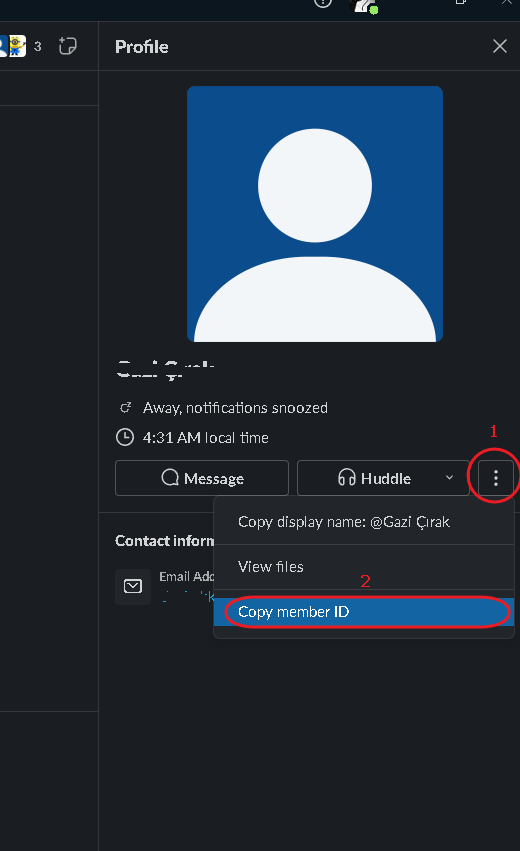 3
Profile
Away, notifications snoozed
4:31 AM local time
1
Message
Huddle
Copy display name: @Gazi Çırak
Contact inform
View files
Email Add
2
Copy member ID